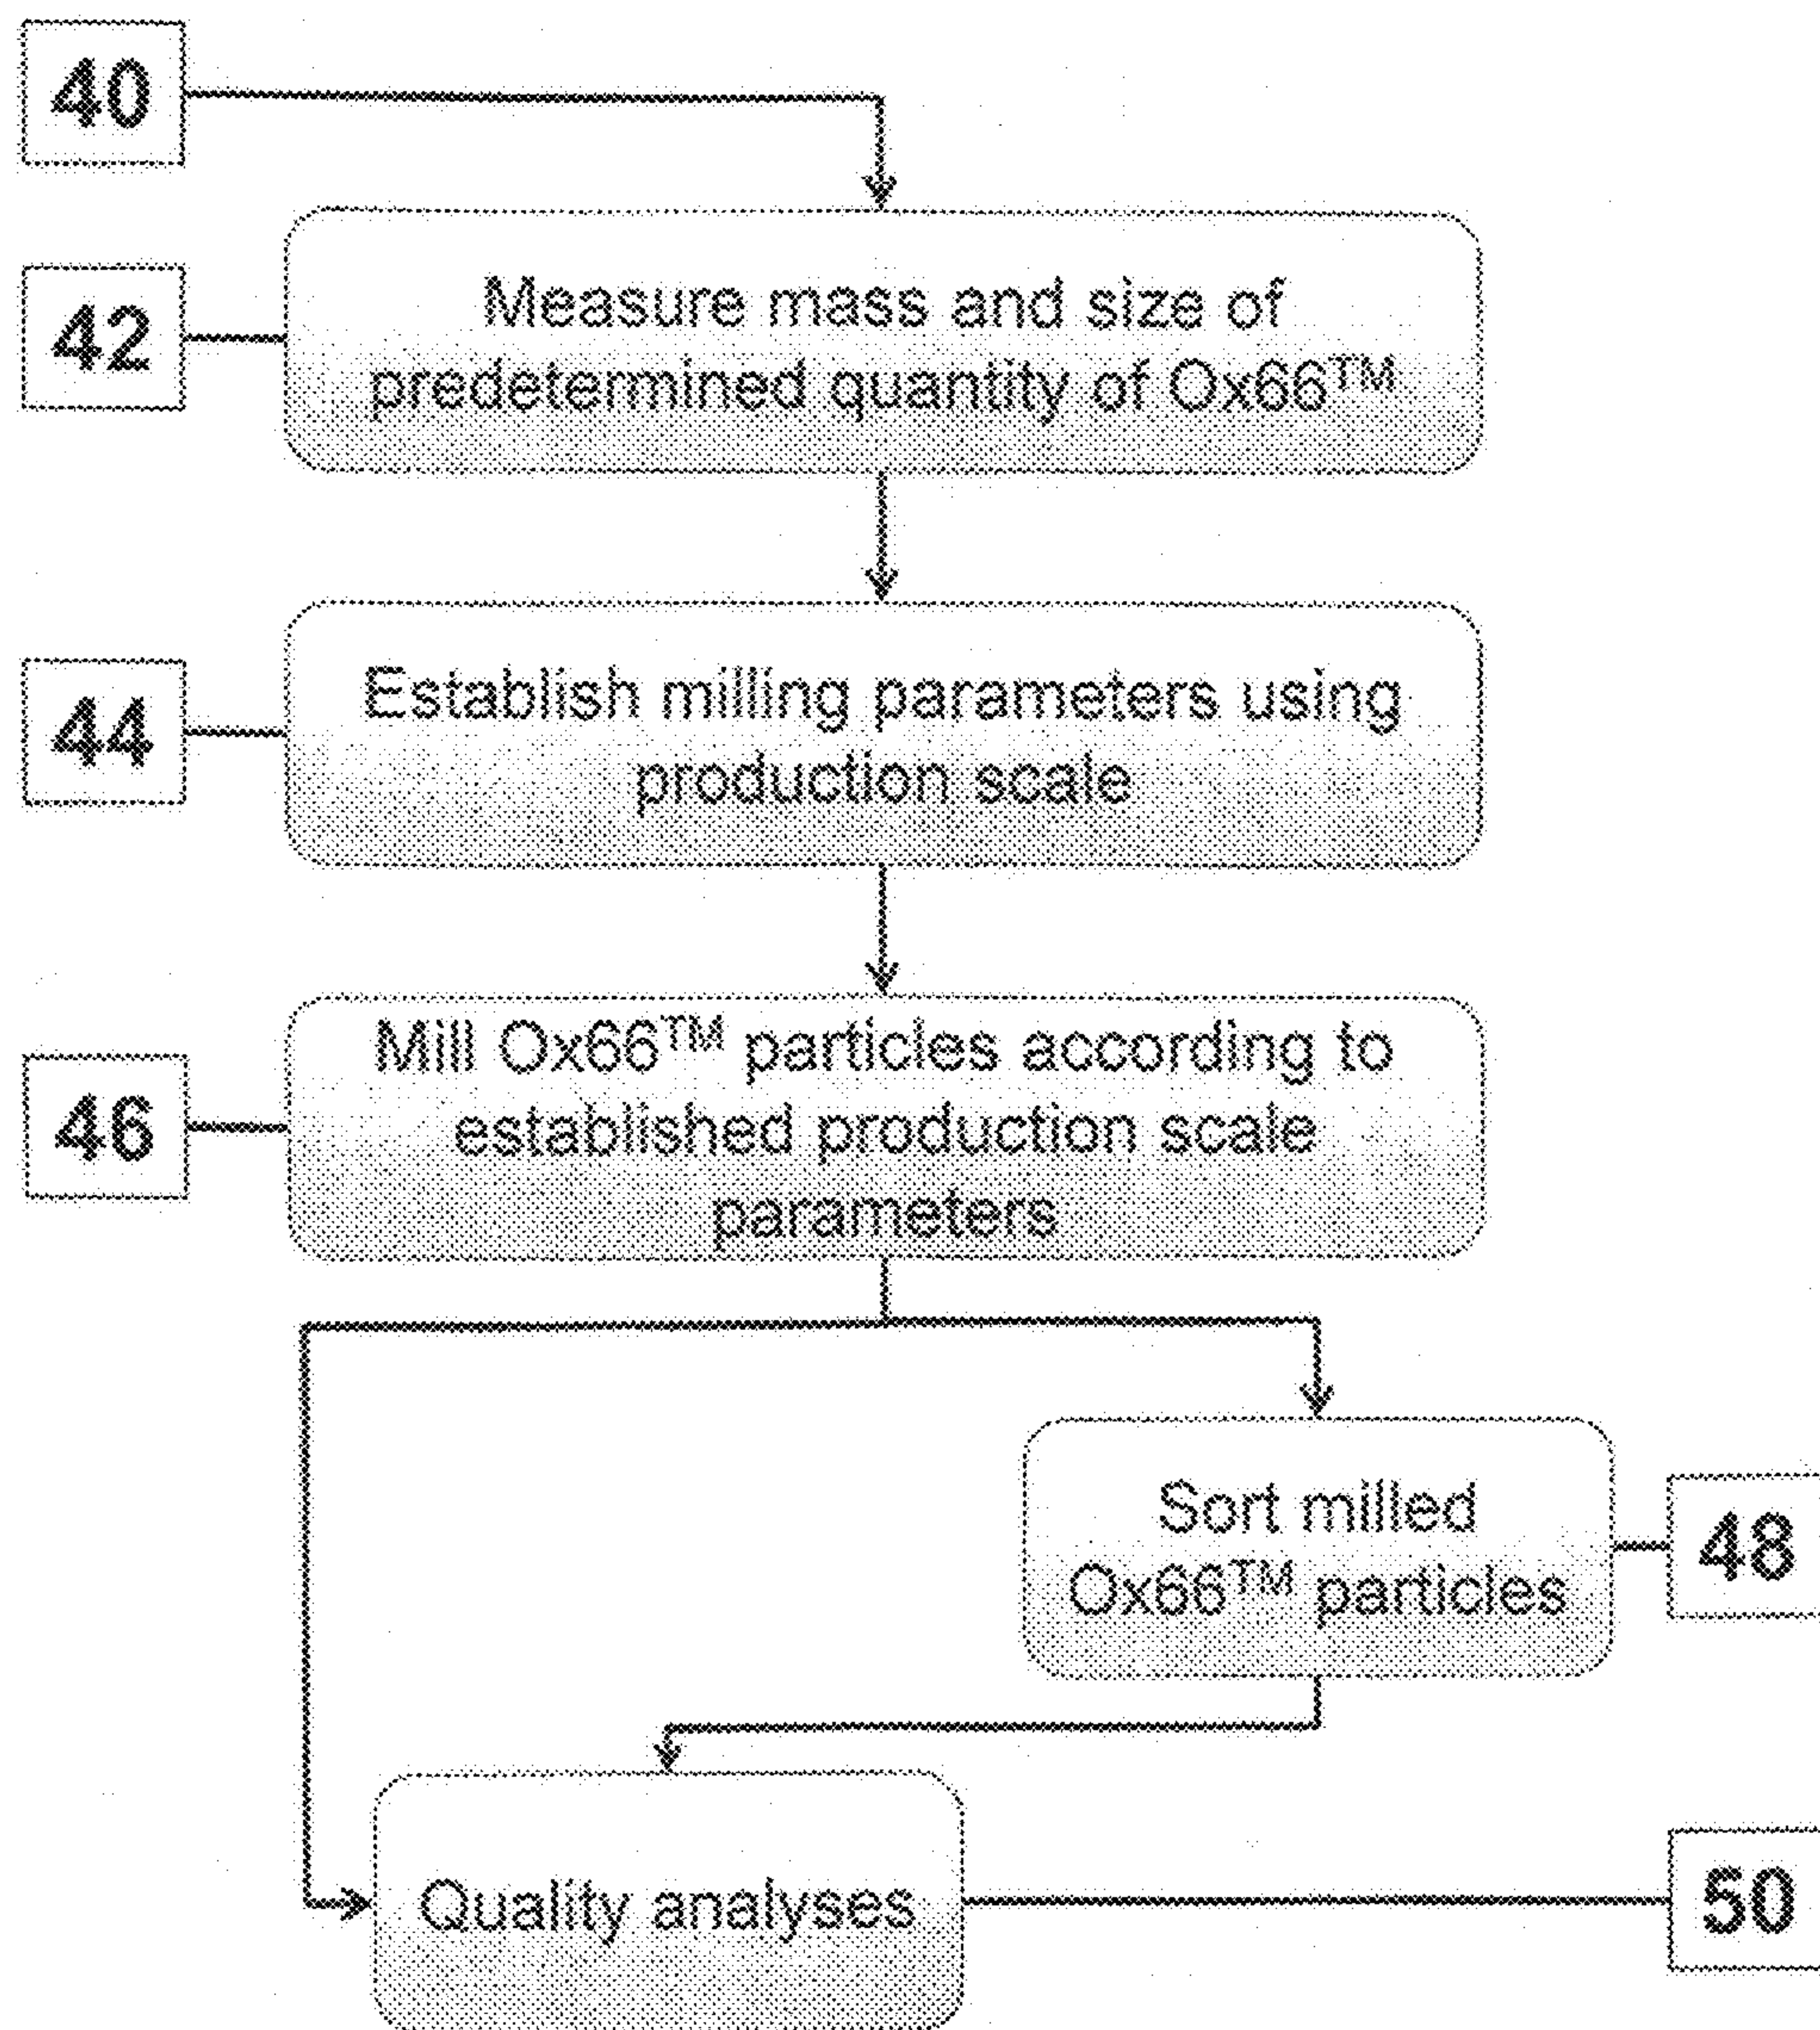 40
42
Measure mass and size of
predetermined quantity of Ox66™
44
Establish milling parameters using
production scale
46
Mill Ox66™ particles according to
established production scale
parameters
Sort milled
Ox66™ particles
48
Quality analyses
50